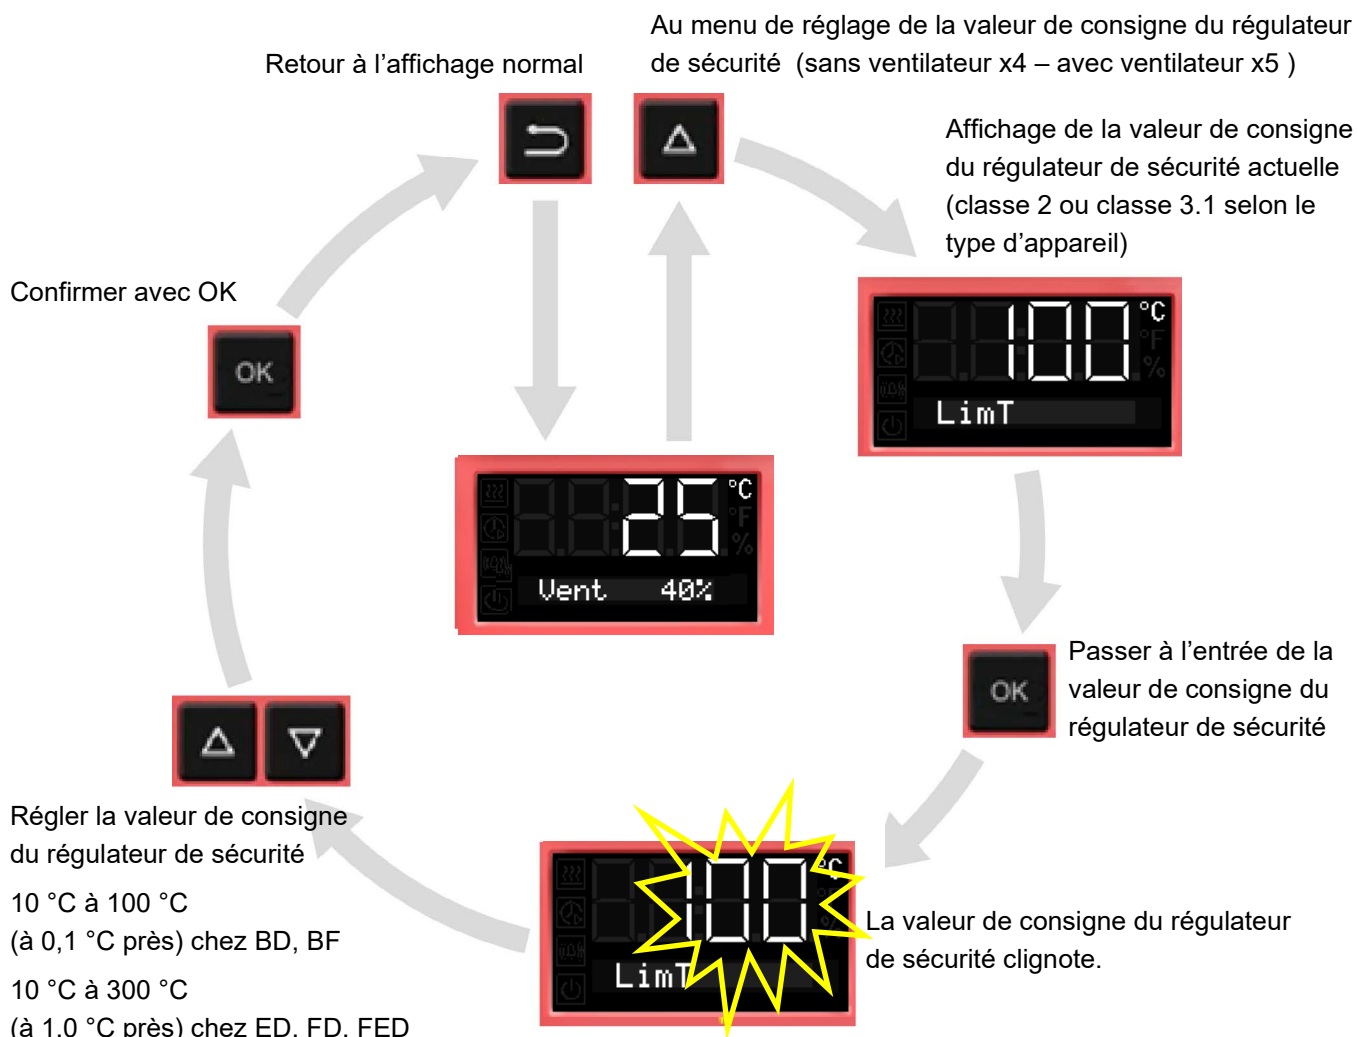 Au menu de réglage de la valeur de consigne du régulateur
de sécurité (sans ventilateur x4 – avec ventilateur x5 )
Retour à l’affichage normal
Affichage de la valeur de consigne
du régulateur de sécurité actuelle
(classe 2 ou classe 3.1 selon le
type d’appareil)
Confirmer avec OK
OK
100 °C
°F
%
LimT
25 °C
°F
%
Vent 40%
Passer à l’entrée de la
valeur de consigne du
régulateur de sécurité
OK
Régler la valeur de consigne
du régulateur de sécurité
10 °C à 100 °C
(à 0,1 °C près) chez BD, BF
10 °C à 300 °C
(à 1,0 °C près) chez ED, FD, FED
100 °C
LimT
La valeur de consigne du régulateur
de sécurité clignote.